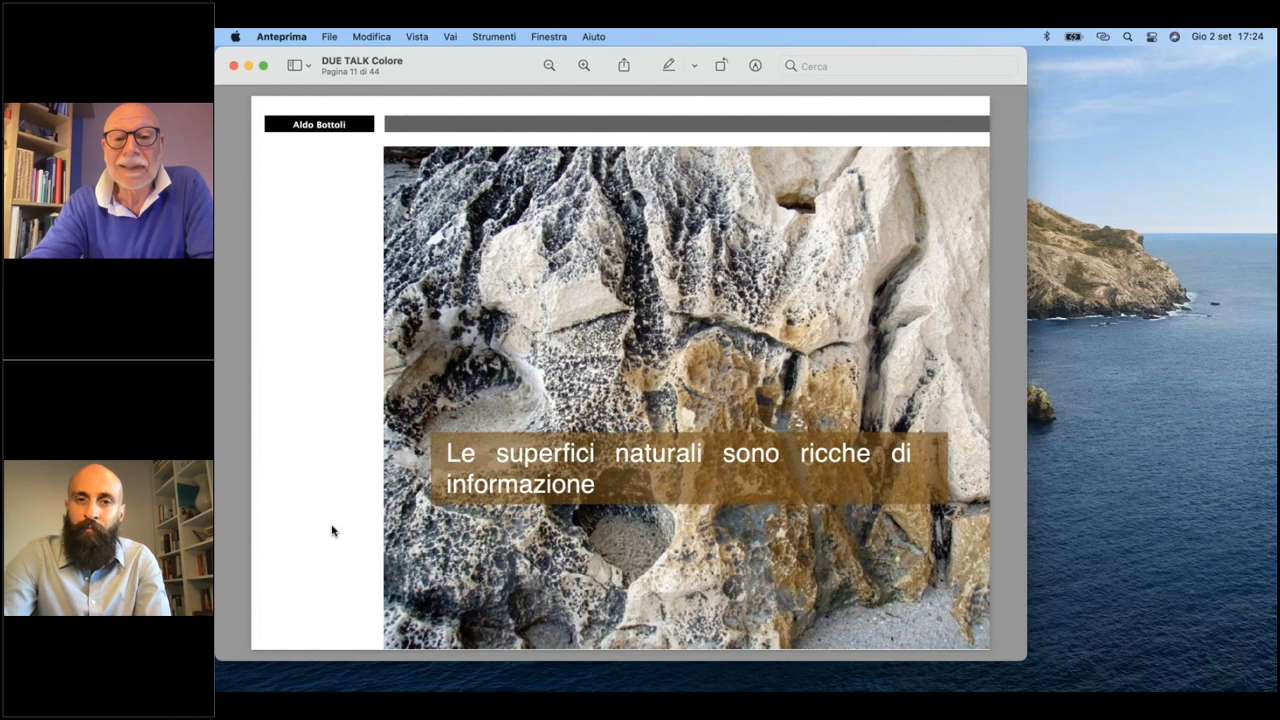 Anteprima File Modifica Vista Vai Strumenti Finestra Aiuto Gio 2 set 17:24
DUE TALK Colore
Pagina 11 di 44
Cerca
Aldo Bottoli
Le superfici naturali sono ricche di
informazione